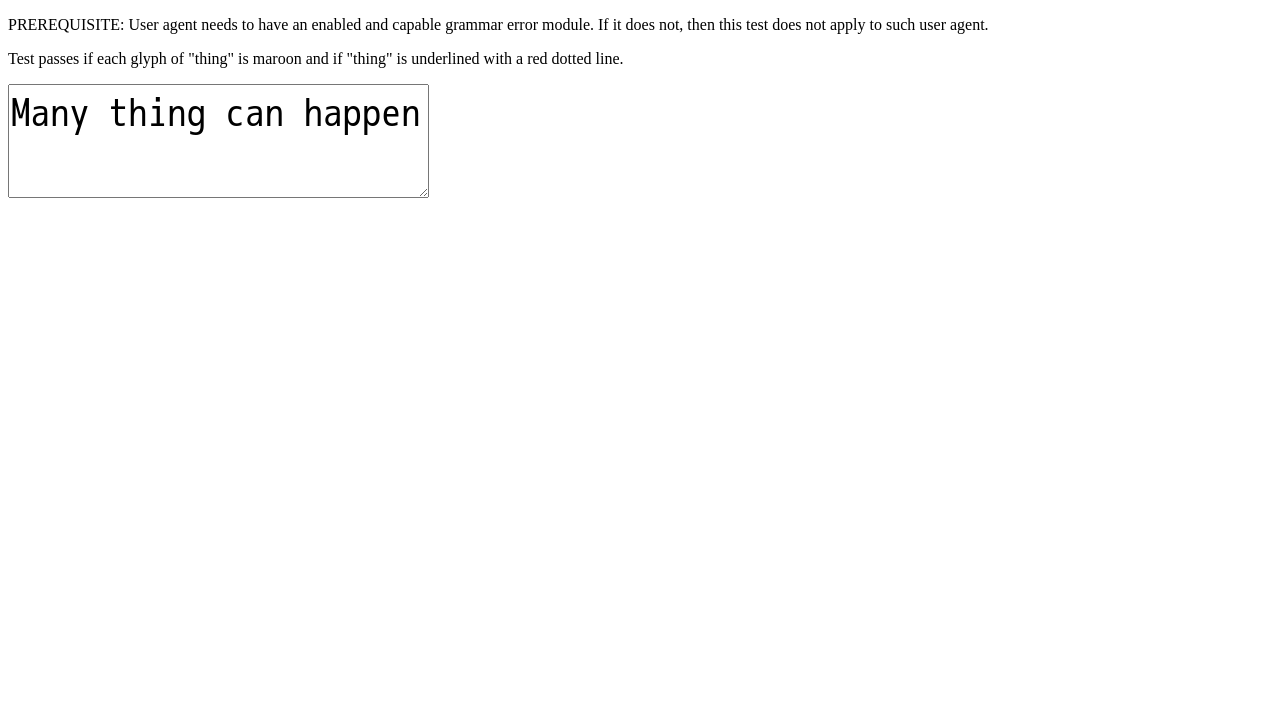 PREREQUISITE: User agent needs to have an enabled and capable grammar error module. If it does not, then this test does not apply to such user agent.
Test passes if each glyph of "thing" is maroon and if "thing" is underlined with a red dotted line.
Many thing can happen